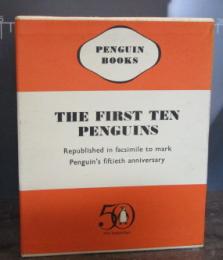 PENGUIN
BOOKS
THE FIRST TEN
PENGUINS
Republished in facsimile to mark
Penguin's fiftieth anniversary
50